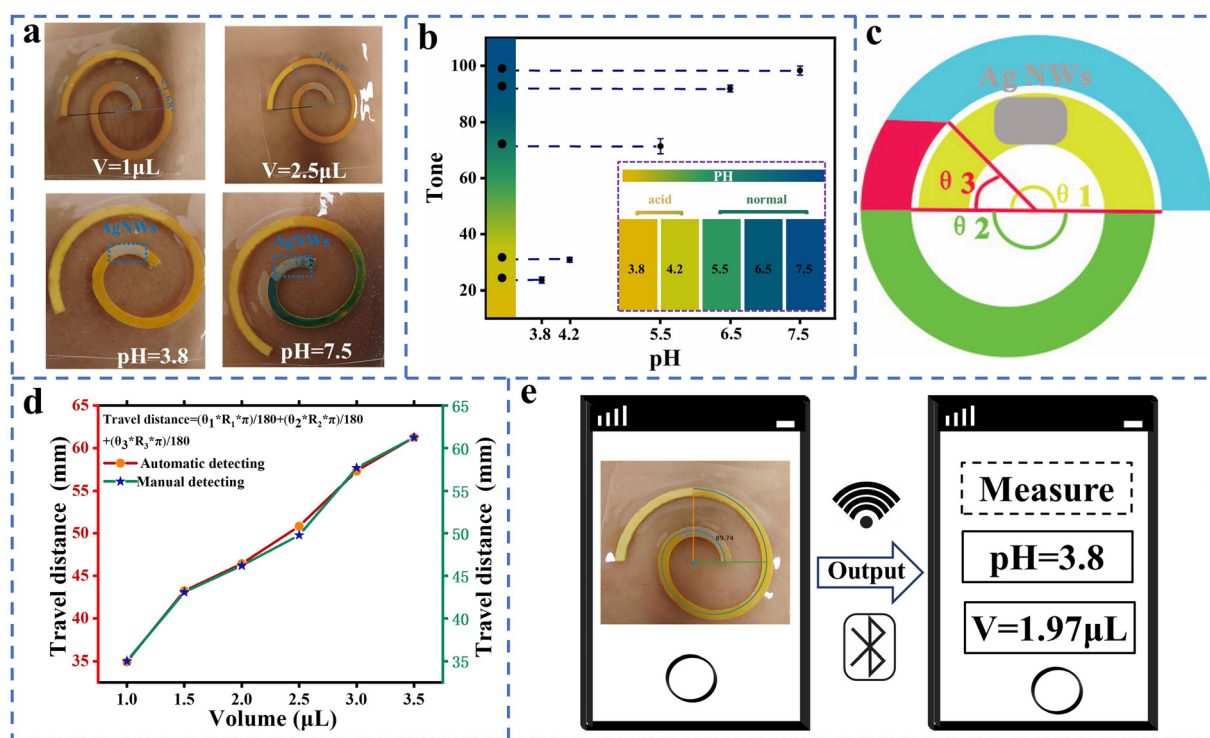 a
V=1μL
V=2.5μL
AgNWs
AgNWs
pH=3.8
pH=7.5
b
Tone
100
80
60
40
20
PH
acid
normal
3.8
4.2
5.5
6.5
7.5
3.8 4.2 5.5 6.5 7.5
pH
c
Ag NWs
θ 3
θ 1
θ 2
d
Travel distance=(θ1*R1*π)/180+(θ2*R2*π)/180
+(θ3*R3*π)/180
Automatic detecting
Manual detecting
Travel distance (mm)
65
60
55
50
45
40
35
65
60
55
50
45
40
35
Travel distance (mm)
1.0 1.5 2.0 2.5 3.0 3.5
Volume (μL)
e
89.74
Output
Measure
pH=3.8
V=1.97μL